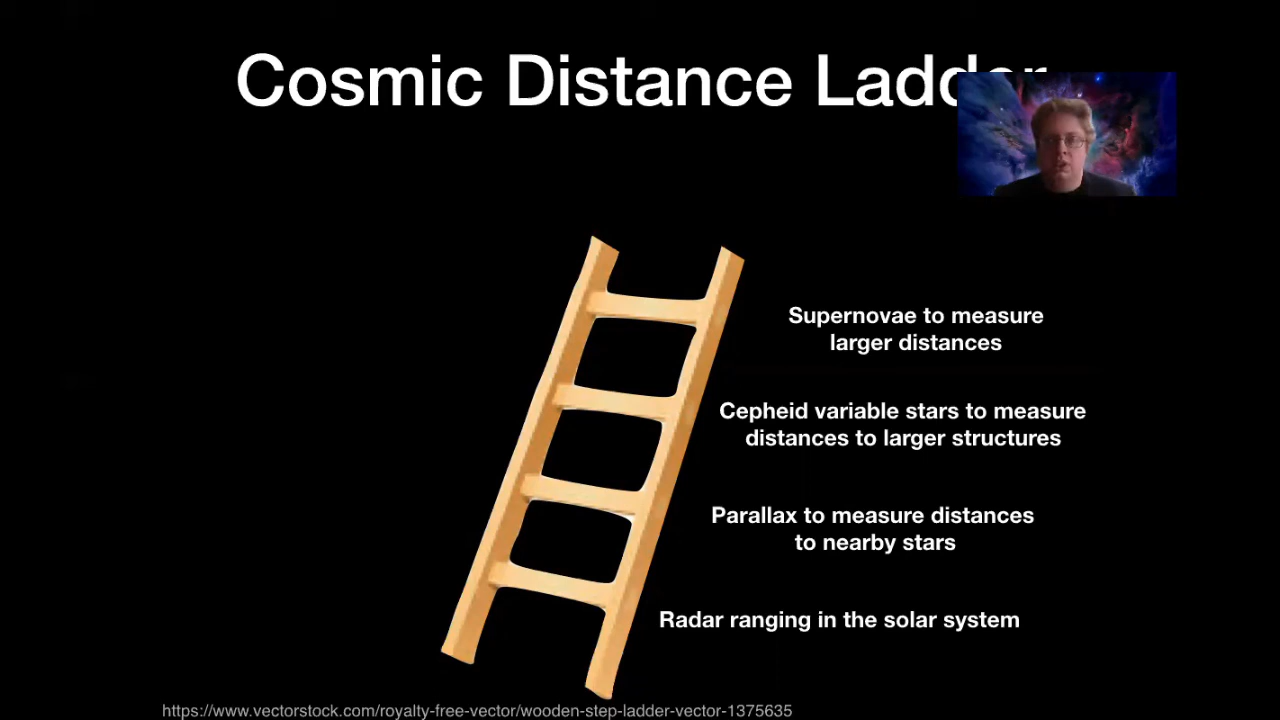 Cosmic Distance Ladder
Supernovae to measure
larger distances
Cepheid variable stars to measure
distances to larger structures
Parallax to measure distances
to nearby stars
Radar ranging in the solar system
https://www.vectorstock.com/royalty-free-vector/wooden-step-ladder-vector-1375635